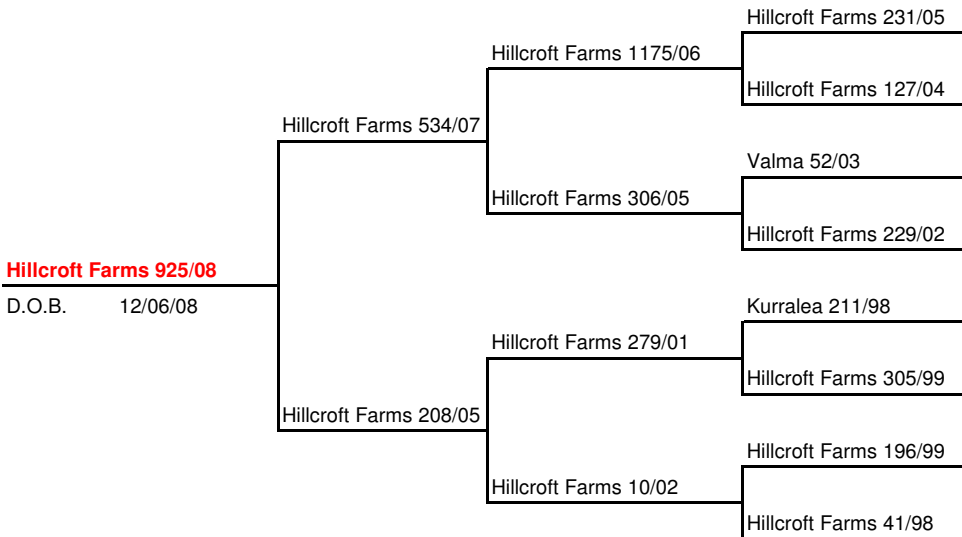 Hillcroft Farms 231/05
Hillcroft Farms 1175/06
Hillcroft Farms 127/04
Hillcroft Farms 534/07
Valma 52/03
Hillcroft Farms 306/05
Hillcroft Farms 229/02
Hillcroft Farms 925/08
D.O.B. 12/06/08
Kurralea 211/98
Hillcroft Farms 279/01
Hillcroft Farms 305/99
Hillcroft Farms 208/05
Hillcroft Farms 196/99
Hillcroft Farms 10/02
Hillcroft Farms 41/98